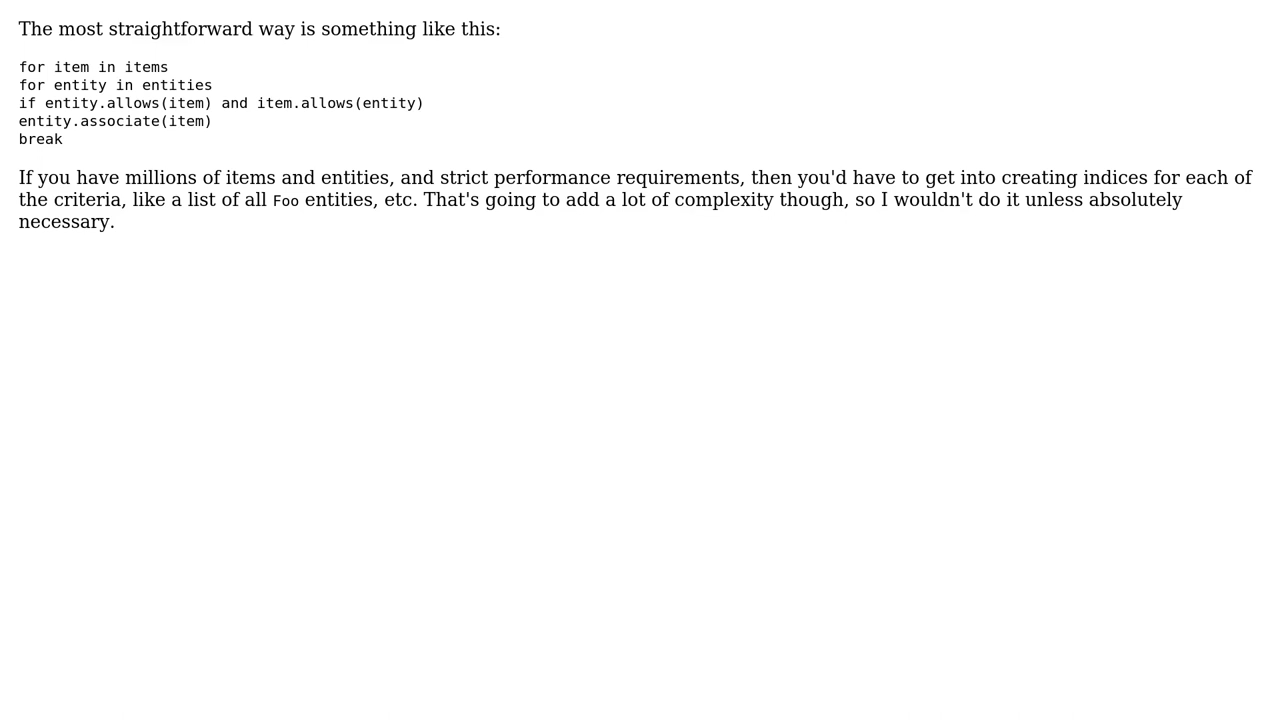 The most straightforward way is something like this:
for item in items
for entity in entities
if entity.allows(item) and item.allows(entity)
entity.associate(item)
break
If you have millions of items and entities, and strict performance requirements, then you'd have to get into creating indices for each of
the criteria, like a list of all Foo entities, etc. That's going to add a lot of complexity though, so I wouldn't do it unless absolutely
necessary.